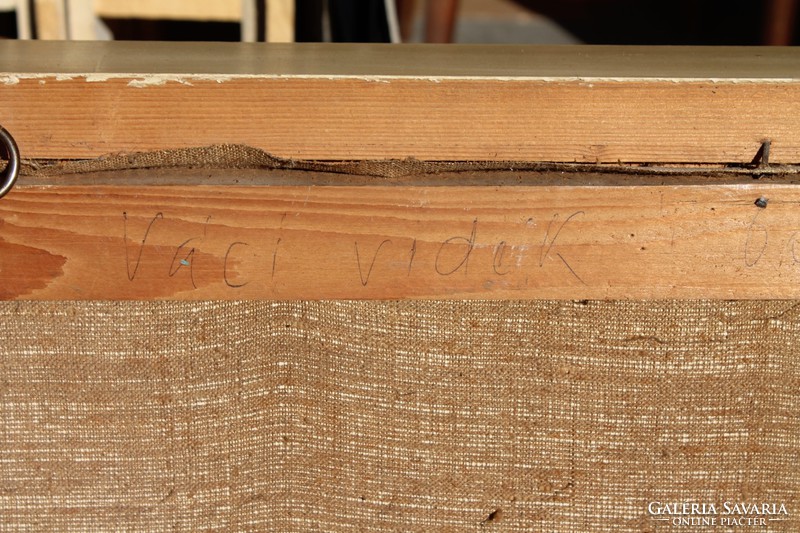 Váci vidék
GALERIA SAVARIA
ONLINE PIACTÉR